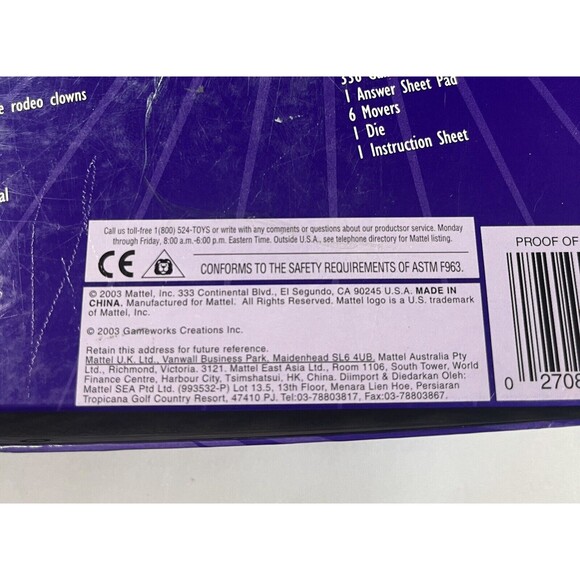 e rodeo clowns
al
1 Answer Sheet Pad
6 Movers
1 Die
1 Instruction Sheet
Call us toll-free 1(800) 524-TOYS or write with any comments or questions about our productsor service. Monday
through Friday, 8:00 a.m.-6:00 p.m. Eastern Time. Outside U.S.A., see telephone directory for Mattel listing.
CE
CONFORMS TO THE SAFETY REQUIREMENTS OF ASTM F963.
© 2003 Mattel, Inc. 333 Continental Blvd., El Segundo, CA 90245 U.S.A. MADE IN
CHINA. Manufactured for Mattel. All Rights Reserved. Mattel logo is a U.S. trademark
of Mattel, Inc.
© 2003 Gameworks Creations Inc.
Retain this address for future reference.
Mattel U.K. Ltd., Vanwall Business Park, Maidenhead SL6 4UB. Mattel Australia Pty
Ltd., Richmond, Victoria. 3121. Mattel East Asia Ltd., Room 1106, South Tower, World
Finance Centre, Harbour City, Tsimshatsui, HK, China. Diimport & Diedarkan Oleh:
Mattel SEA Ptd Ltd. (993532-P) Lot 13.5, 13th Floor, Menara Lien Hoe, Persiaran
Tropicana Golf Country Resort, 47410 PJ. Tel:03-78803817, Fax:03-78803867.
PROOF OF
0 2708